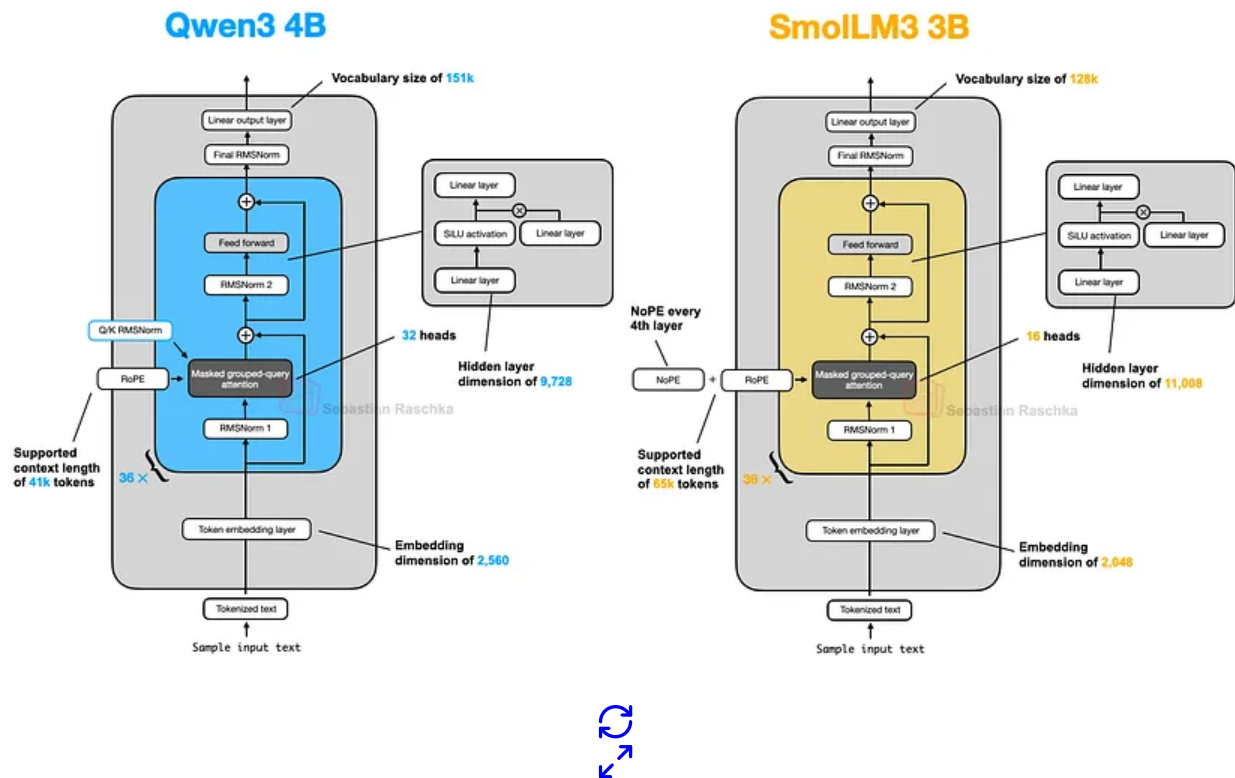 Qwen3 4B
Vocabulary size of 151k
Linear output layer
Final RMSNorm
Linear layer
SiLU activation
Linear layer
Linear layer
Feed forward
RMSNorm 2
Q/K RMSNorm
32 heads
Hidden layer
dimension of 9,728
Masked grouped-query
attention
RoPE
Sebastian Raschka
RMSNorm 1
Supported
context length
of 41k tokens
36 ×
Token embedding layer
Embedding
dimension of 2,560
Tokenized text
Sample input text
SmolLM3 3B
Vocabulary size of 128k
Linear output layer
Final RMSNorm
Linear layer
SiLU activation
Linear layer
Linear layer
Feed forward
RMSNorm 2
NoPE every
4th layer
16 heads
Hidden layer
dimension of 11,008
Masked grouped-query
attention
NoPE
+
RoPE
Sebastian Raschka
RMSNorm 1
Supported
context length
of 65k tokens
36 ×
Token embedding layer
Embedding
dimension of 2,048
Tokenized text
Sample input text